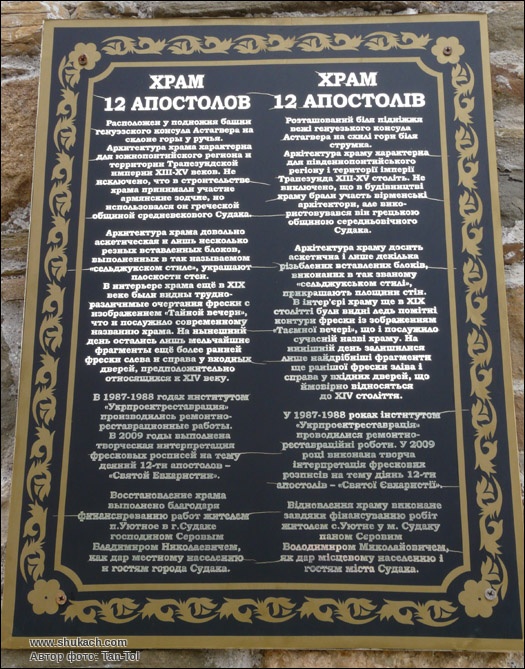 ХРАМ
12 АПОСТОЛОВ
Расположен у подножия башни
генуэзского консула Астагвера на
склоне горы у ручья.
Архитектура храма характерна
для южнопонтийского региона и
территории Трапезундской
империи XIII-XV веков. Не
исключено, что в строительстве
храма принимали участие
армянские зодчие, но
использовался он греческой
общиной средневекового Судака.
Архитектура храма довольно
аскетическая и лишь несколько
резных вставленных блоков,
выполненных в так называемом
«сельджукском стиле», украшают
плоскости стен.
В интерьере храма ещё в XIX
веке были видны трудно-
различимые очертания фрески с
изображением «Тайной вечери»,
что и послужило современному
названию храма. На нынешний
день остались лишь мельчайшие
фрагменты ещё более ранней
фрески слева и справа у входных
дверей, предположительно
относящихся к XIV веку.
В 1987-1988 годах институтом
«Укрпроектреставрация»
производились ремонтно-
реставрационные работы.
В 2009 годы выполнена
творческая интерпретация
фресковых росписей на тему
деяний 12-ти апостолов –
«Святой Евхаристии».
Восстановление храма
выполнено благодаря
финансированию работ жителем
п.Уютное в г.Судаке
господином Серовым
Владимиром Николаевичем,
как дар местному населению
и гостям города Судака.
ХРАМ
12 АПОСТОЛІВ
Розташований біля підніжжя
вежі генуезького консула
Астагвера на схилі гори біля
струмка.
Архітектура храму характерна
для південнопонтійського
регіону і території імперії
Трапезунда XIII-XV століть. Не
виключено, що в будівництві
храму брали участь вірменські
архітектори, але вико-
ристовувався він грецькою
общиною середньовічного
Судака.
Архітектура храму досить
аскетична і лише декілька
різьблених вставлених блоків,
виконаних в так званому
«сельджукському стилі»,
прикрашають площини стін.
В інтер'єрі храму ще в XIX
столітті були видні ледь помітні
контури фрески із зображенням
«Таємної вечері», що і послужило
сучасній назві храму. На
нинішній день залишилися
лише найдрібніші фрагменти
ще ранішої фрески зліва і
справа у вхідних дверей, що
ймовірно відносяться
до XIV століття.
У 1987-1988 роках інститутом
«Укрпроектреставрація»
проводилися ремонтно-
реставраційні роботи. У 2009
році виконана творча
інтерпретація фрескових
розписів на тему діянь 12-ти
апостолів – «Святої Євхаристії».
Відновлення храму виконане
завдяки фінансуванню робіт
жителем с.Уютне у м. Судаку
паном Серовим
Володимиром Миколайовичем,
як дар місцевому населенню і
гостям міста Судака.
www.shukach.com
Автор фото: Tan-Tol